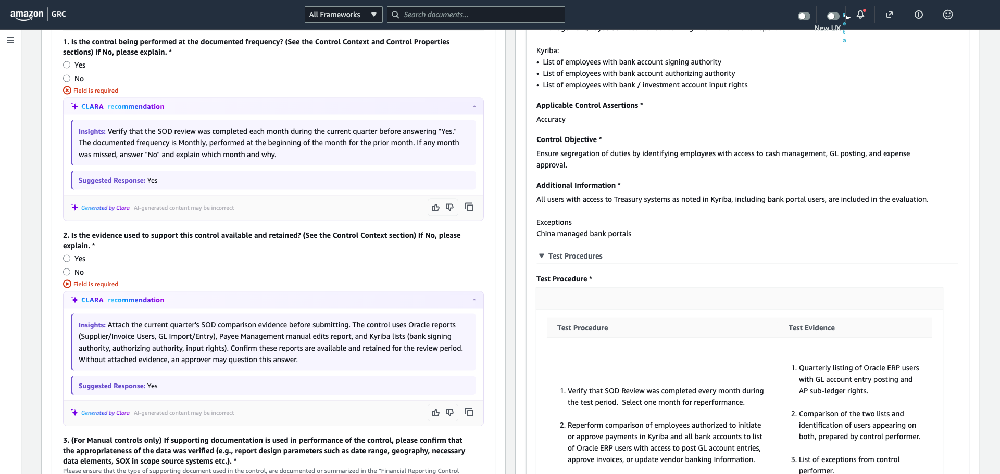 amazon GRC
All Frameworks
Search documents...
New UX
e
t
a
1. Is the control being performed at the documented frequency? (See the Control Context and Control Properties
sections) If No, please explain. *
Yes
No
Field is required
CLARA recommendation
Insights: Verify that the SOD review was completed each month during the current quarter before answering "Yes."
The documented frequency is Monthly, performed at the beginning of the month for the prior month. If any month
was missed, answer "No" and explain which month and why.
Suggested Response: Yes
Generated by Clara AI-generated content may be incorrect
2. Is the evidence used to support this control available and retained? (See the Control Context section) If No, please
explain. *
Yes
No
Field is required
CLARA recommendation
Insights: Attach the current quarter's SOD comparison evidence before submitting. The control uses Oracle reports
(Supplier/Invoice Users, GL Import/Entry), Payee Management manual edits report, and Kyriba lists (bank signing
authority, authorizing authority, input rights). Confirm these reports are available and retained for the review period.
Without attached evidence, an approver may question this answer.
Suggested Response: Yes
Generated by Clara AI-generated content may be incorrect
3. (For Manual controls only) If supporting documentation is used in performance of the control, please confirm that
the appropriateness of the data was verified (e.g., report design parameters such as date range, geography, necessary
data elements, SOX in scope source systems etc.). *
Please ensure that the type of supporting document used in the control, are documented or summarized in the "Financial Reporting Control
Kyriba:
• List of employees with bank account signing authority
• List of employees with bank account authorizing authority
• List of employees with bank / investment account input rights
Applicable Control Assertions *
Accuracy
Control Objective *
Ensure segregation of duties by identifying employees with access to cash management, GL posting, and expense
approval.
Additional Information *
All users with access to Treasury systems as noted in Kyriba, including bank portal users, are included in the evaluation.
Exceptions
China managed bank portals
Test Procedures
Test Procedure *
Test Procedure
Test Evidence
1. Verify that SOD Review was completed every month during
the test period. Select one month for reperformance.
2. Reperform comparison of employees authorized to initiate
or approve payments in Kyriba and all bank accounts to list
of Oracle ERP users with access to post GL account entries,
approve invoices, or update vendor banking Information.
1. Quarterly listing of Oracle ERP users
with GL account entry posting and
AP sub-ledger rights.
2. Comparison of the two lists and
identification of users appearing on
both, prepared by control performer.
3. List of exceptions from control
performer.